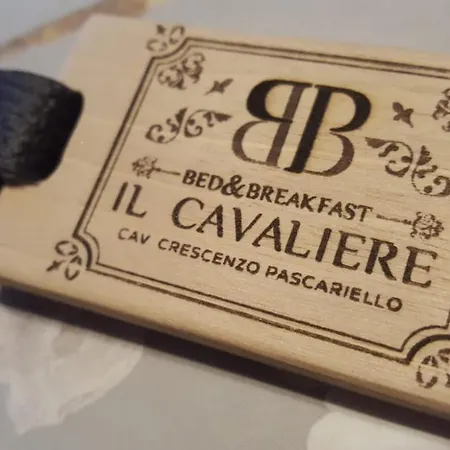 BB
BED&BREAKFAST
IL CAVALIERE
CAV CRESCENZO PASCARIELLO